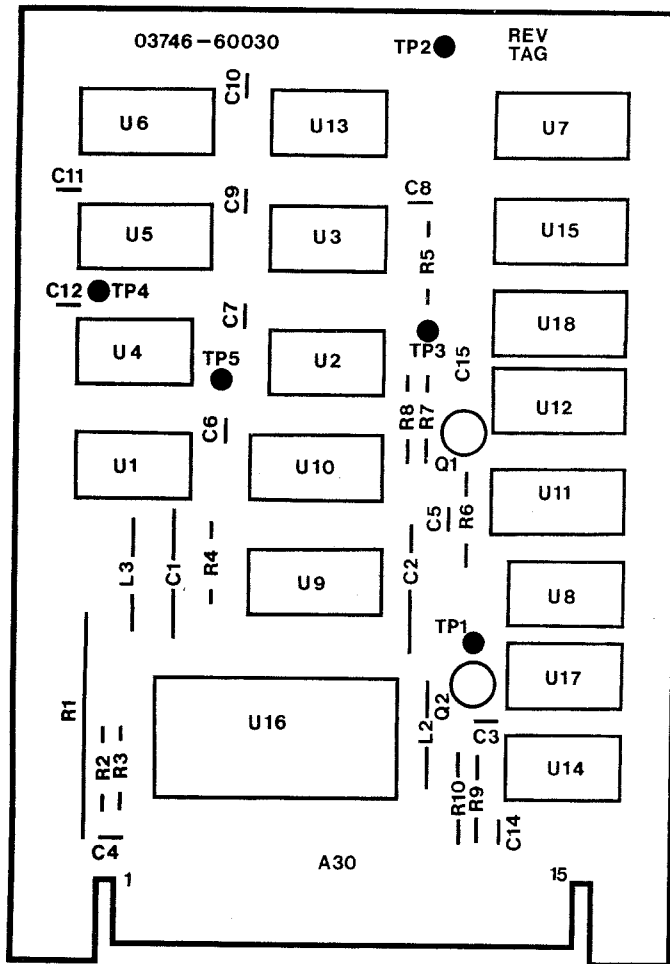 03746-60030
TP2
REV
TAG
C10
U6
U13
U7
C11
C9
C8
U5
U3
R5
U15
C12
TP4
C7
U18
TP3
U4
TP5
U2
C15
U12
R8
R7
C6
Q1
U1
U10
U11
C5
R6
L3
C1
R4
C2
U9
U8
TP1
U17
Q2
R1
U16
L2
C3
R2
R3
U14
R10
R9
C14
C4
A30
1
15